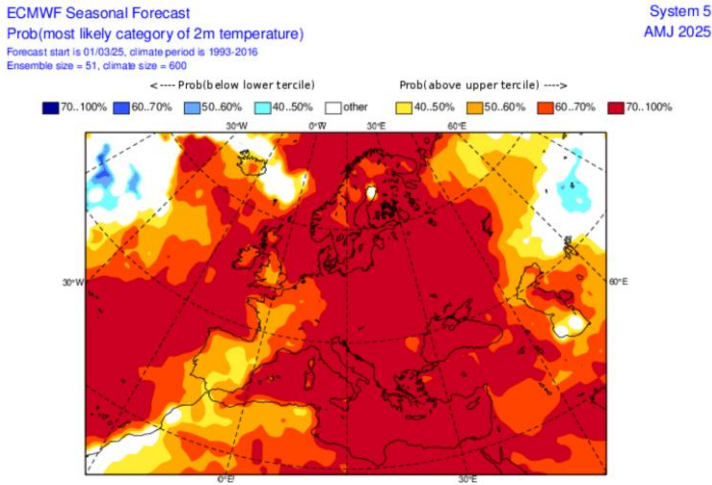 ECMWF Seasonal Forecast
System 5
Prob(most likely category of 2m temperature)
AMJ 2025
Forecast start is 01/03/25, climate period is 1993-2016
Ensemble size = 51, climate size = 600
<---- Prob(below lower tercile)
Prob(above upper tercile) ---->
70..100% 60..70% 50..60% 40..50% other 40..50% 50..60% 60..70% 70..100%
30°W 0°W 30°E 60°E
30°W
60°E
0°E
30°E